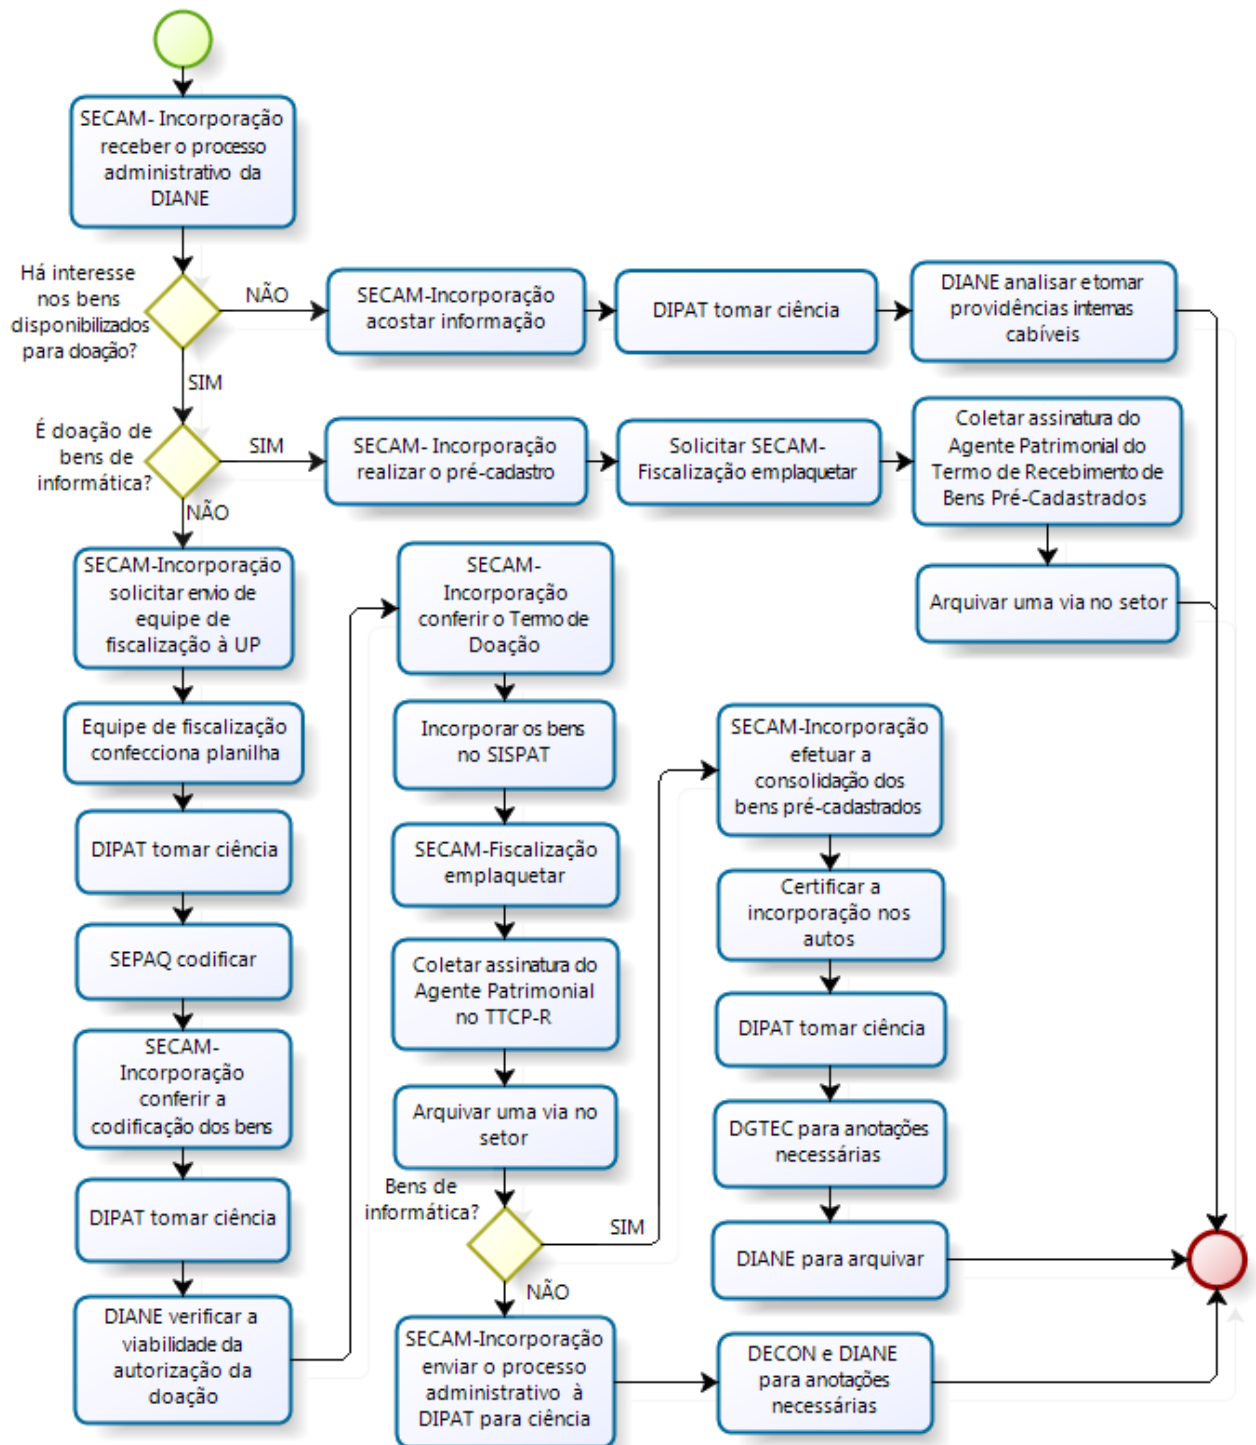 SECAM- Incorporação
receber o processo
administrativo da
DIANE
Há interesse
nos bens
disponibilizados
para doação?
NÃO
SECAM-Incorporação
acostar informação
DIPAT tomar ciência
DIANE analisar e tomar
providências internas
cabíveis
SIM
É doação de
bens de
informática?
SIM
SECAM- Incorporação
realizar o pré-cadastro
Solicitar SECAM-
Fiscalização emplaquetar
Coletar assinatura do
Agente Patrimonial do
Termo de Recebimento de
Bens Pré-Cadastrados
Arquivar uma via no setor
NÃO
SECAM-Incorporação
solicitar envio de
equipe de
fiscalização à UP
Equipe de fiscalização
confecciona planilha
DIPAT tomar ciência
SEPAQ codificar
SECAM-
Incorporação
conferir a
codificação dos bens
DIPAT tomar ciência
DIANE verificar a
viabilidade da
autorização da
doação
SECAM-
Incorporação
conferir o Termo de
Doação
Incorporar os bens
no SISPAT
SECAM-Fiscalização
emplaquetar
Coletar assinatura do
Agente Patrimonial
no TTCP-R
Arquivar uma via no
setor
Bens de
informática?
SIM
SECAM-Incorporação
efetuar a
consolidação dos
bens pré-cadastrados
Certificar a
incorporação nos
autos
DIPAT tomar ciência
DGTEC para anotações
necessárias
DIANE para arquivar
NÃO
SECAM-Incorporação
enviar o processo
administrativo à
DIPAT para ciência
DECON e DIANE
para anotações
necessárias